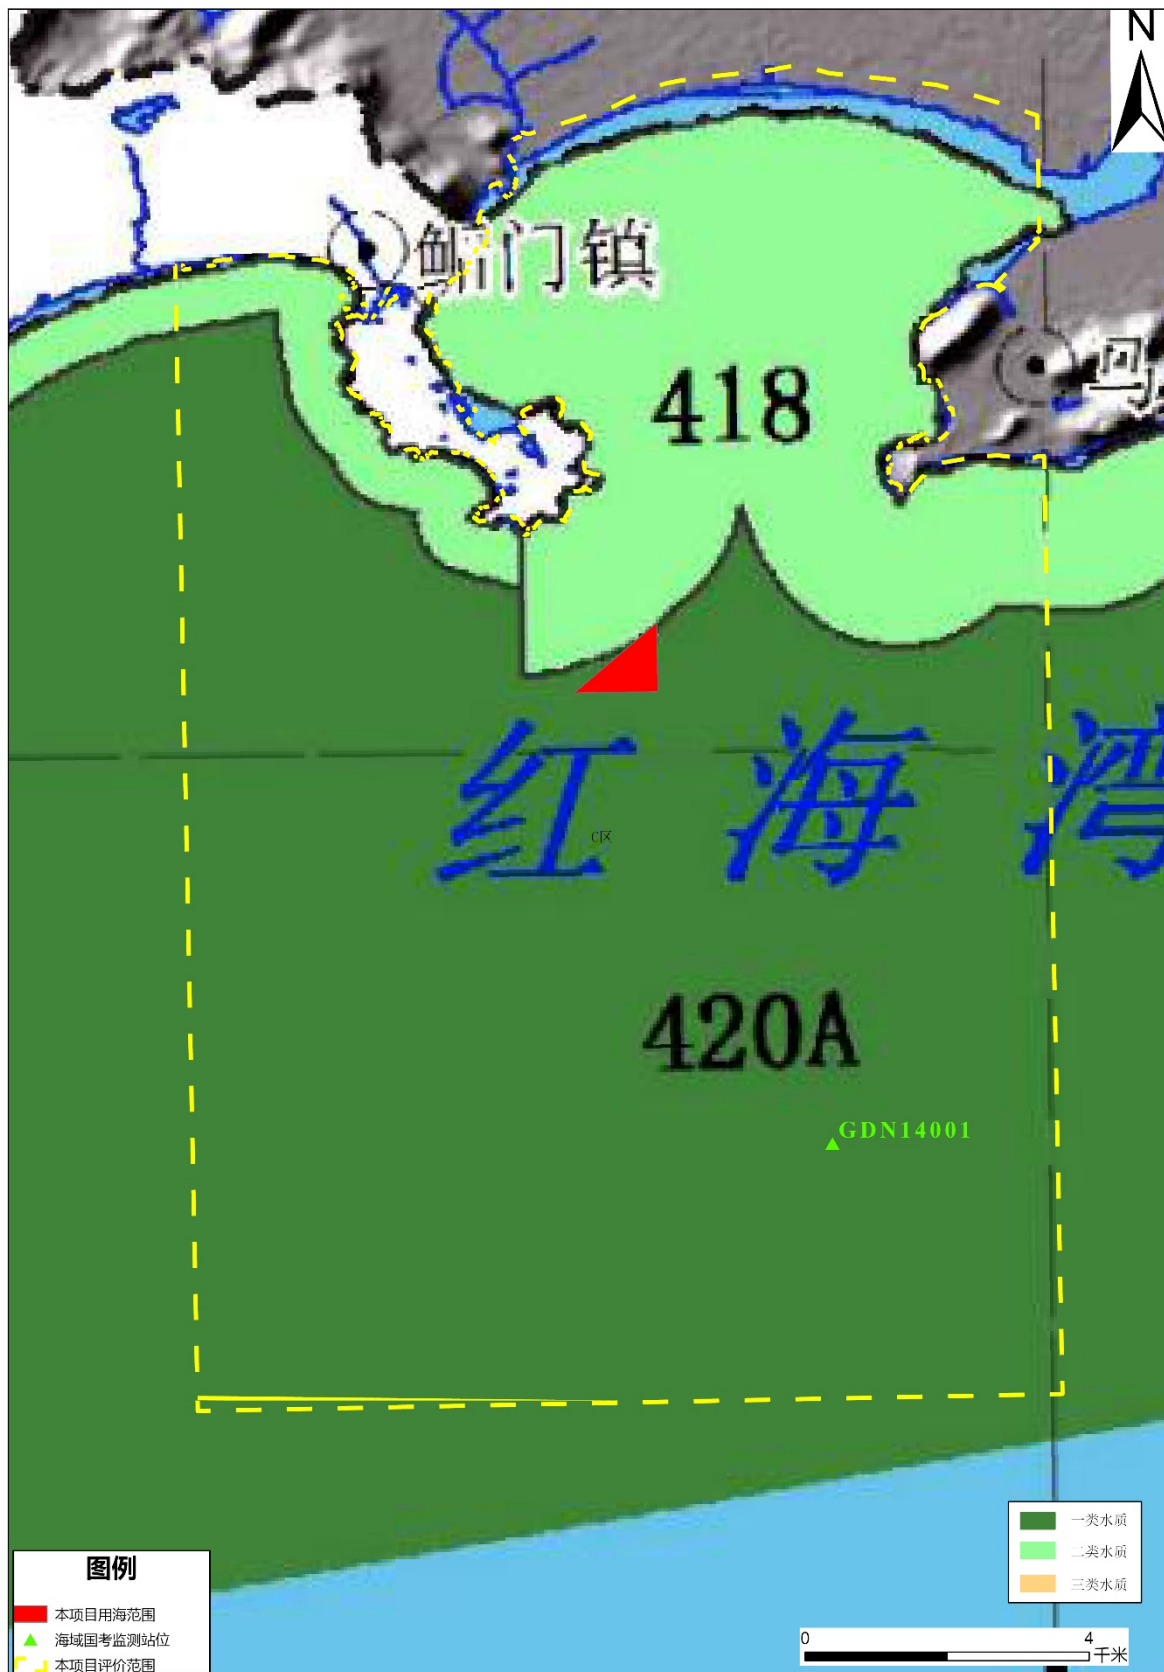 N
鲘门镇
418
红海湾
C区
420A
GDN14001
一类水质
二类水质
三类水质
图例
本项目用海范围
海域国考监测站位
本项目评价范围
0 4
千米